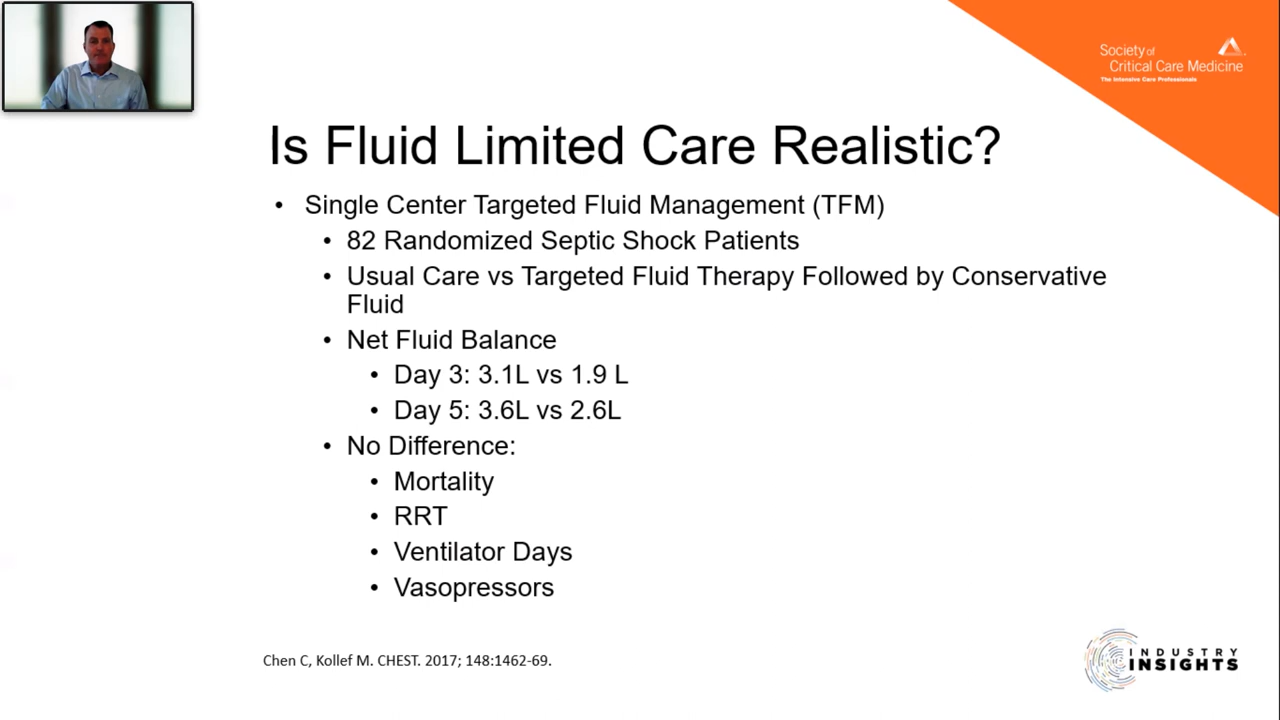 Society of
Critical Care Medicine
The Intensive Care Professionals
Is Fluid Limited Care Realistic?
• Single Center Targeted Fluid Management (TFM)
• 82 Randomized Septic Shock Patients
• Usual Care vs Targeted Fluid Therapy Followed by Conservative
Fluid
• Net Fluid Balance
• Day 3: 3.1L vs 1.9 L
• Day 5: 3.6L vs 2.6L
• No Difference:
• Mortality
• RRT
• Ventilator Days
• Vasopressors
Chen C, Kollef M. CHEST. 2017; 148:1462-69.
INDUSTRY
INSIGHTS